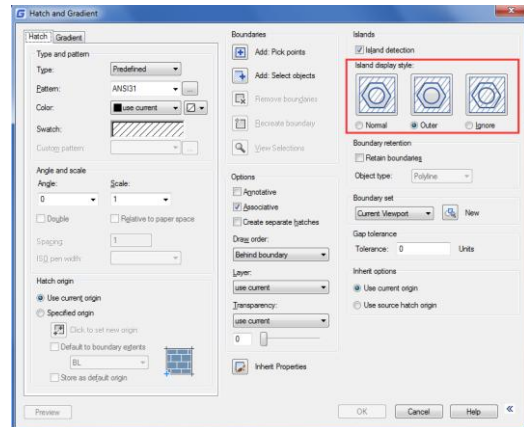 Hatch and Gradient
Hatch Gradient
Type and pattern
Type: Predefined
Pattern: ANSI31
Color: use current
Swatch:
Custom pattern:
Angle and scale
Angle: Scale:
0 1
Double Relative to paper space
Spacing: 1
ISO pen width:
Hatch origin
Use current origin
Specified origin
Click to set new origin
Default to boundary extents
BL
Store as default origin
Preview
Boundaries
Add: Pick points
Add: Select objects
Remove boundaries
Recreate boundary
View Selections
Options
Annotative
Associative
Create separate hatches
Draw order:
Behind boundary
Layer:
use current
Transparency:
use current
0
Inherit Properties
Islands
Island detection
Island display style:
Normal Outer Ignore
Boundary retention
Retain boundaries
Object type: Polyline
Boundary set
Current Viewport New
Gap tolerance
Tolerance: 0 Units
Inherit options
Use current origin
Use source hatch origin
OK Cancel Help